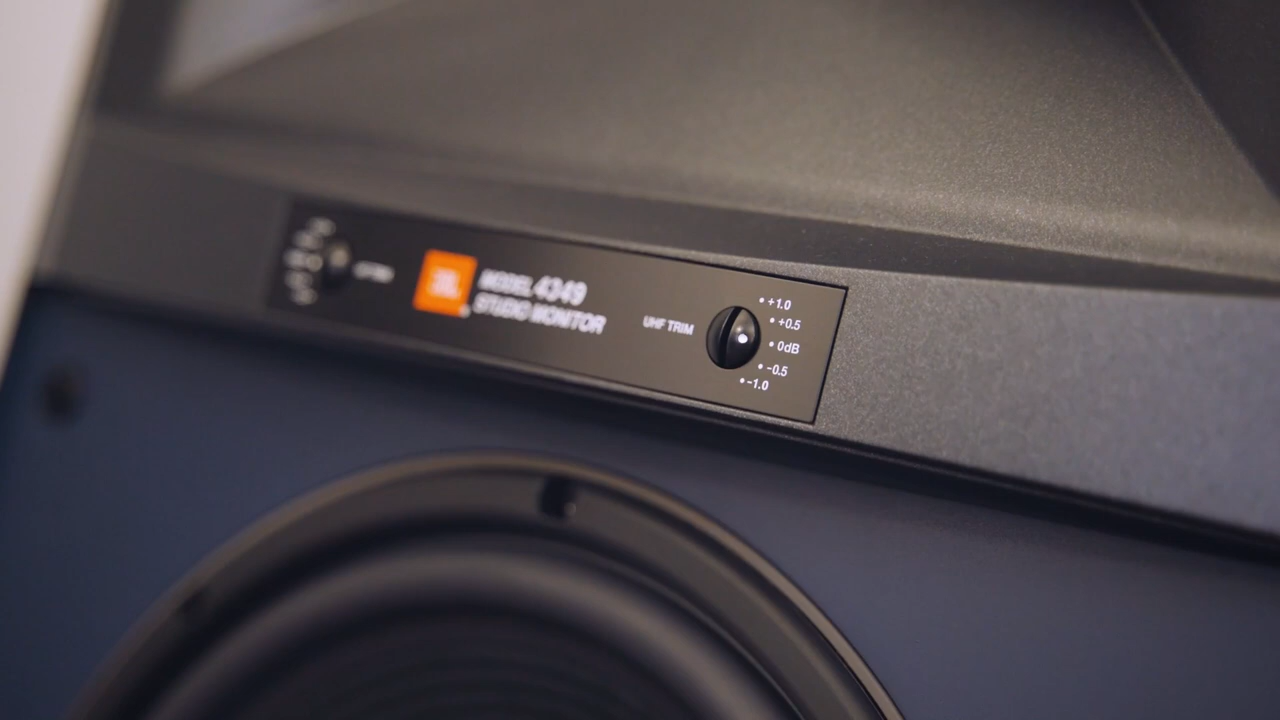 JBL
MODEL 4349
STUDIO MONITOR
UHF TRIM
+1.0
+0.5
0dB
-0.5
-1.0